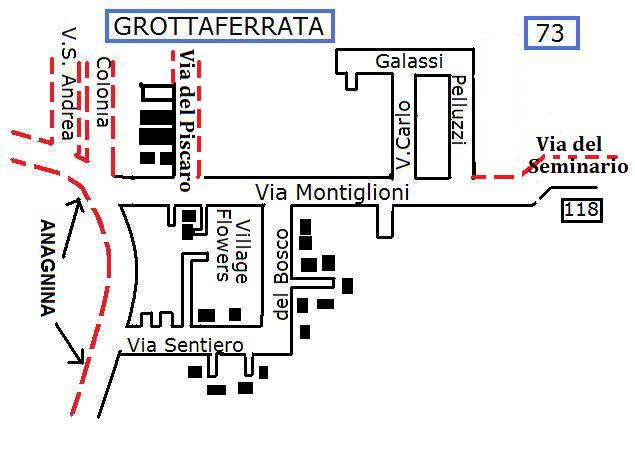 GROTTAFERRATA
73
V.S. Andrea
Colonia
Via del Piscaro
Galassi
V.Carlo
Pelluzzi
Via del
Seminario
Via Montiglioni
118
ANAGNINA
Village
Flowers
del Bosco
Via Sentiero